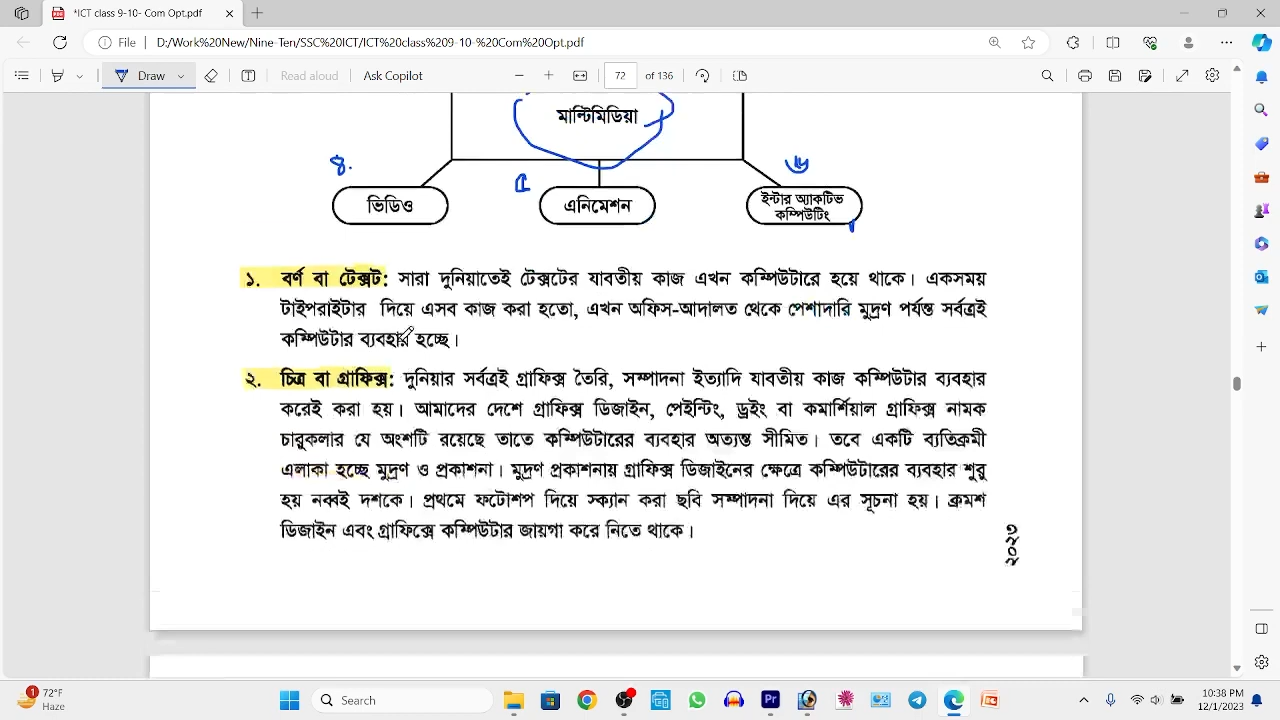 *ICT class 9-10- Com Opt.pdf
File D:/Work%20New/Nine-Ten/SSC%20ICT/ICT%20class%209-10-%20Com%20Opt.pdf
Draw Read aloud Ask Copilot 72 of 136
মাল্টিমিডিয়া
৪. ৫ ৬
ভিডিও এনিমেশন ইন্টার অ্যাকটিভ
কম্পিউটিং
১. বর্ণ বা টেক্সট: সারা দুনিয়াতেই টেক্সটের যাবতীয় কাজ এখন কম্পিউটারে হয়ে থাকে। একসময়
টাইপরাইটার দিয়ে এসব কাজ করা হতো, এখন অফিস-আদালত থেকে পেশাদারি মুদ্রণ পর্যন্ত সর্বত্রই
কম্পিউটার ব্যবহার হচ্ছে।
২. চিত্র বা গ্রাফিক্স: দুনিয়ার সর্বত্রই গ্রাফিক্স তৈরি, সম্পাদনা ইত্যাদি যাবতীয় কাজ কম্পিউটার ব্যবহার
করেই করা হয়। আমাদের দেশে গ্রাফিক্স ডিজাইন, পেইন্টিং, ড্রইং বা কমার্শিয়াল গ্রাফিক্স নামক
চারুকলার যে অংশটি রয়েছে তাতে কম্পিউটারের ব্যবহার অত্যন্ত সীমিত। তবে একটি ব্যতিক্রমী
এলাকা হচ্ছে মুদ্রণ ও প্রকাশনা। মুদ্রণ প্রকাশনায় গ্রাফিক্স ডিজাইনের ক্ষেত্রে কম্পিউটারের ব্যবহার শুরু
হয় নব্বই দশকে। প্রথমে ফটোশপ দিয়ে স্ক্যান করা ছবি সম্পাদনা দিয়ে এর সূচনা হয়। ক্রমশ
ডিজাইন এবং গ্রাফিক্সে কম্পিউটার জায়গা করে নিতে থাকে।
২০২৩
1 72°F
Haze
Search
Pr
10:38 PM
12/1/2023